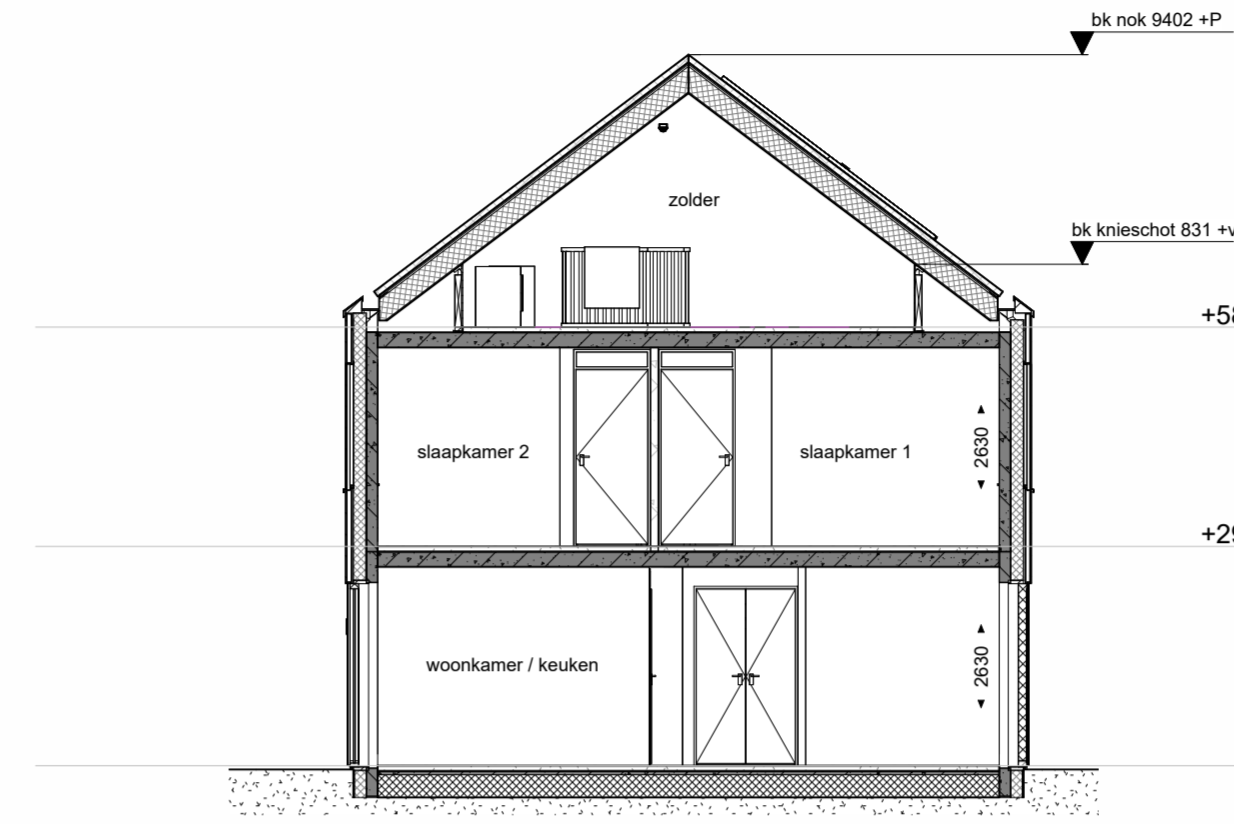 bk nok 9402 +P
zolder
bk knieschot 831 +v
+58
slaapkamer 2
slaapkamer 1
2630
+29
woonkamer / keuken
2630